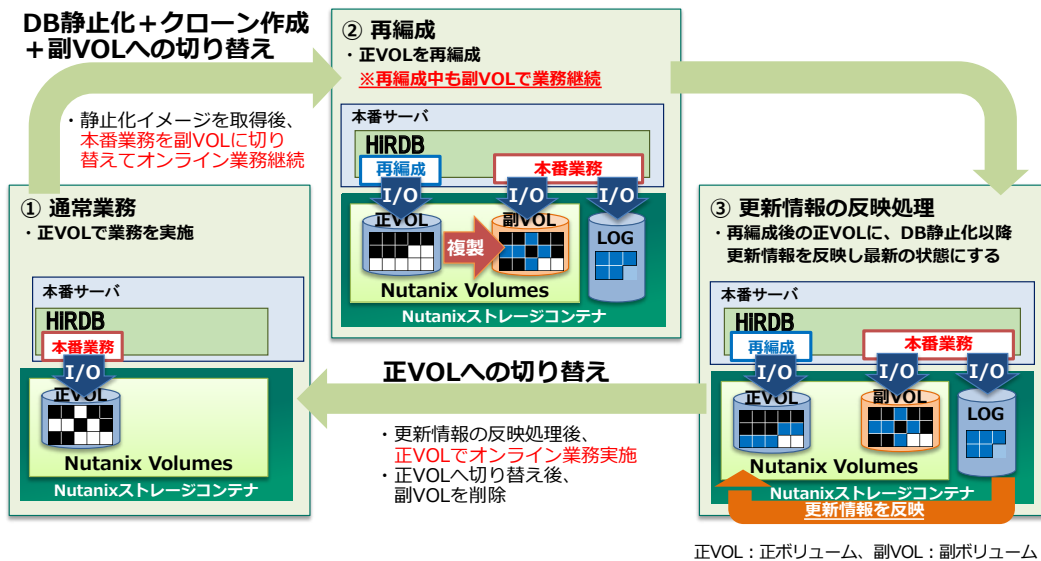 DB静止化＋クローン作成
＋副VOLへの切り替え
・静止化イメージを取得後、
本番業務を副VOLに切り
替えてオンライン業務継続
① 通常業務
・正VOLで業務を実施
本番サーバ
HIRDB
本番業務
I/O
正VOL
Nutanix Volumes
Nutanixストレージコンテナ
② 再編成
・正VOLを再編成
※再編成中も副VOLで業務継続
本番サーバ
HIRDB
再編成
本番業務
I/O
I/O
I/O
正VOL
複製
副VOL
LOG
Nutanix Volumes
Nutanixストレージコンテナ
③ 更新情報の反映処理
・再編成後の正VOLに、DB静止化以降
更新情報を反映し最新の状態にする
本番サーバ
HIRDB
再編成
本番業務
I/O
I/O
I/O
正VOL
副VOL
LOG
Nutanix Volumes
Nutanixストレージコンテナ
更新情報を反映
正VOLへの切り替え
・更新情報の反映処理後、
正VOLでオンライン業務実施
・正VOLへ切り替え後、
副VOLを削除
正VOL：正ボリューム、副VOL：副ボリューム